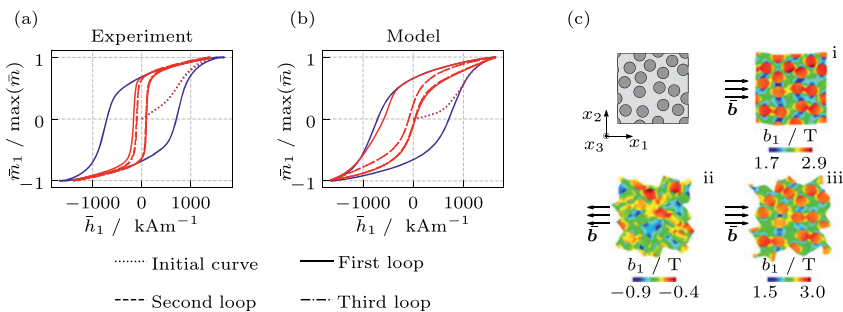 (a)
Experiment
m̄₁ / max(m̄)
1
0
−1
−1000
0
1000
h̄₁ / kAm⁻¹
(b)
Model
m̄₁ / max(m̄)
1
0
−1
−1000
0
1000
h̄₁ / kAm⁻¹
Initial curve
First loop
Second loop
Third loop
(c)
x₂
x₃
x₁
i
b̄
b₁ / T
1.7 2.9
ii
b̄
b₁ / T
−0.9 −0.4
iii
b̄
b₁ / T
1.5 3.0